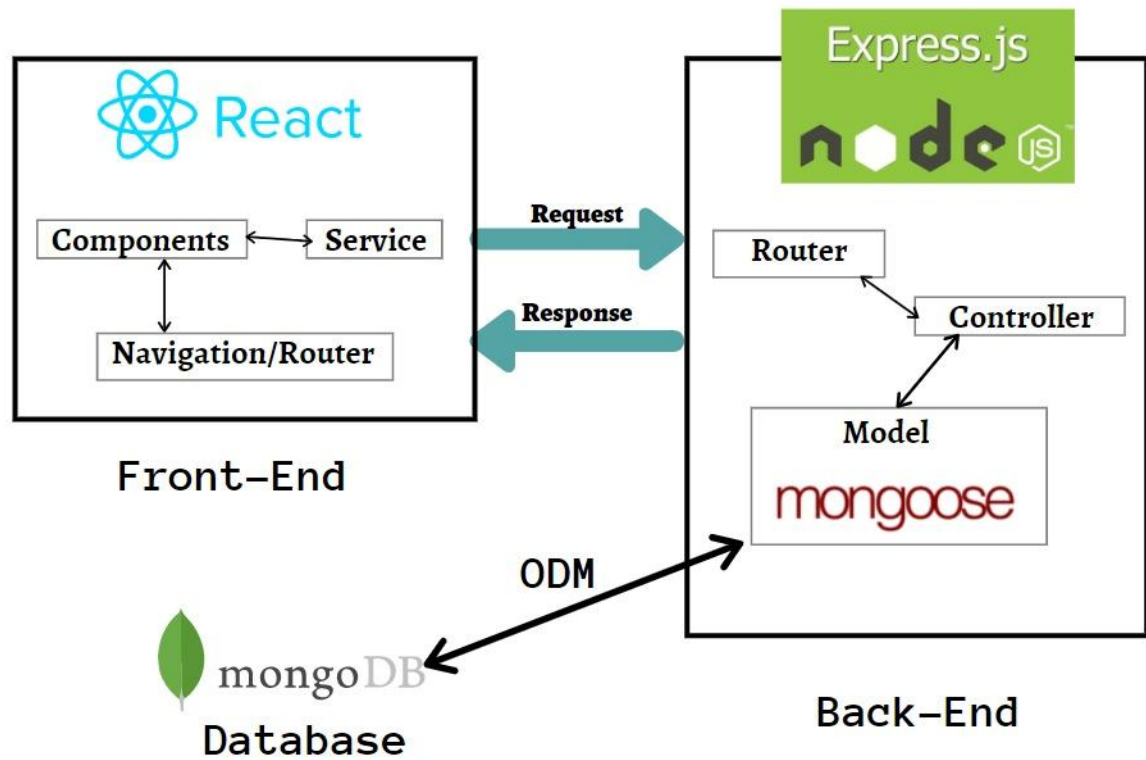 Express.js
node
JS
™
React
Request
Components
Service
Router
Response
Controller
Navigation/Router
Model
Front-End
mongoose
ODM
mongoDB
Back-End
Database